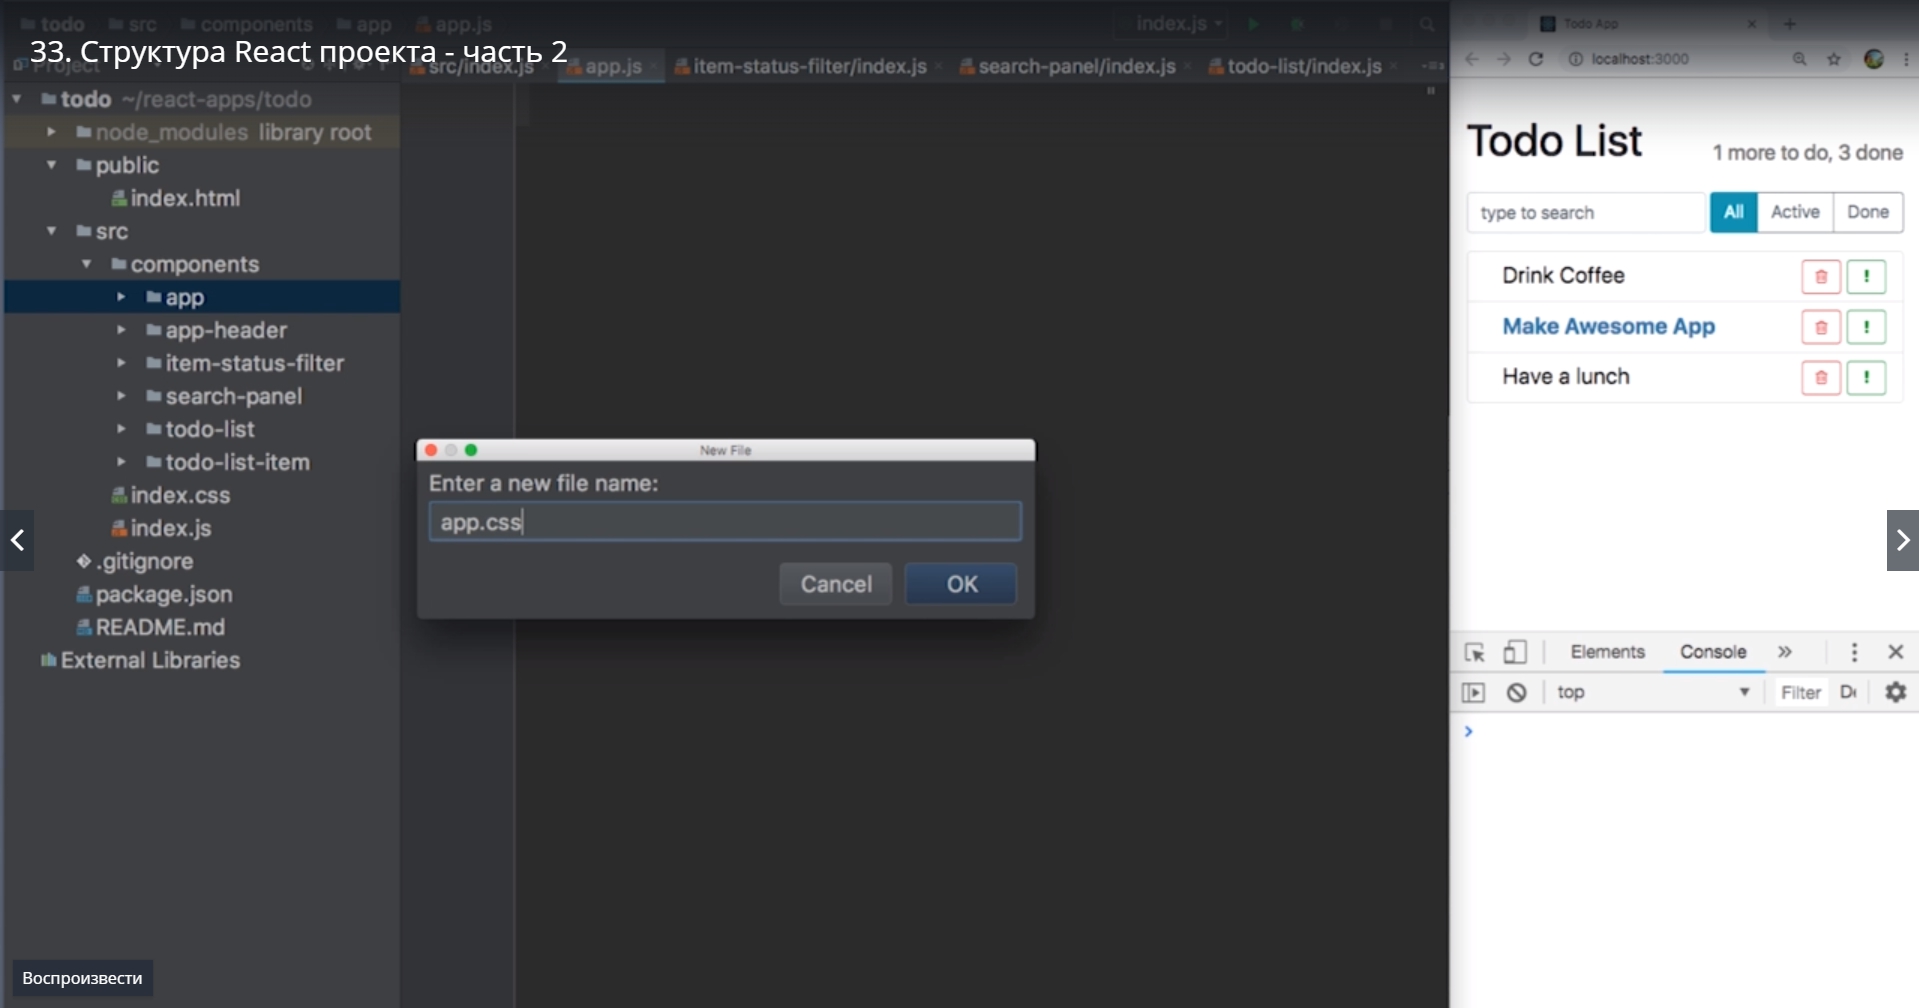 todo src components app app.js index.js
33. Структура React проекта - часть 2
Project src/index.js app.js item-status-filter/index.js search-panel/index.js todo-list/index.js
todo ~/react-apps/todo
node_modules library root
public
index.html
src
components
app
app-header
item-status-filter
search-panel
todo-list
todo-list-item
index.css
index.js
.gitignore
package.json
README.md
External Libraries
New File
Enter a new file name:
app.css
Cancel OK
Todo App
localhost:3000
Todo List 1 more to do, 3 done
type to search All Active Done
Drink Coffee !
Make Awesome App !
Have a lunch !
Elements Console
top Filter
Воспроизвести